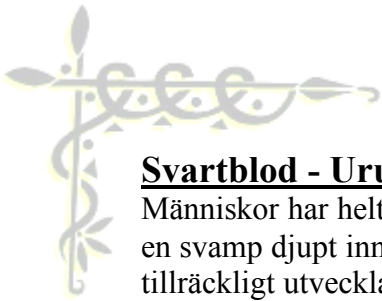 Svartblod - Uru
Människor har helt
en svamp djupt inn
tillräckligt utveckla